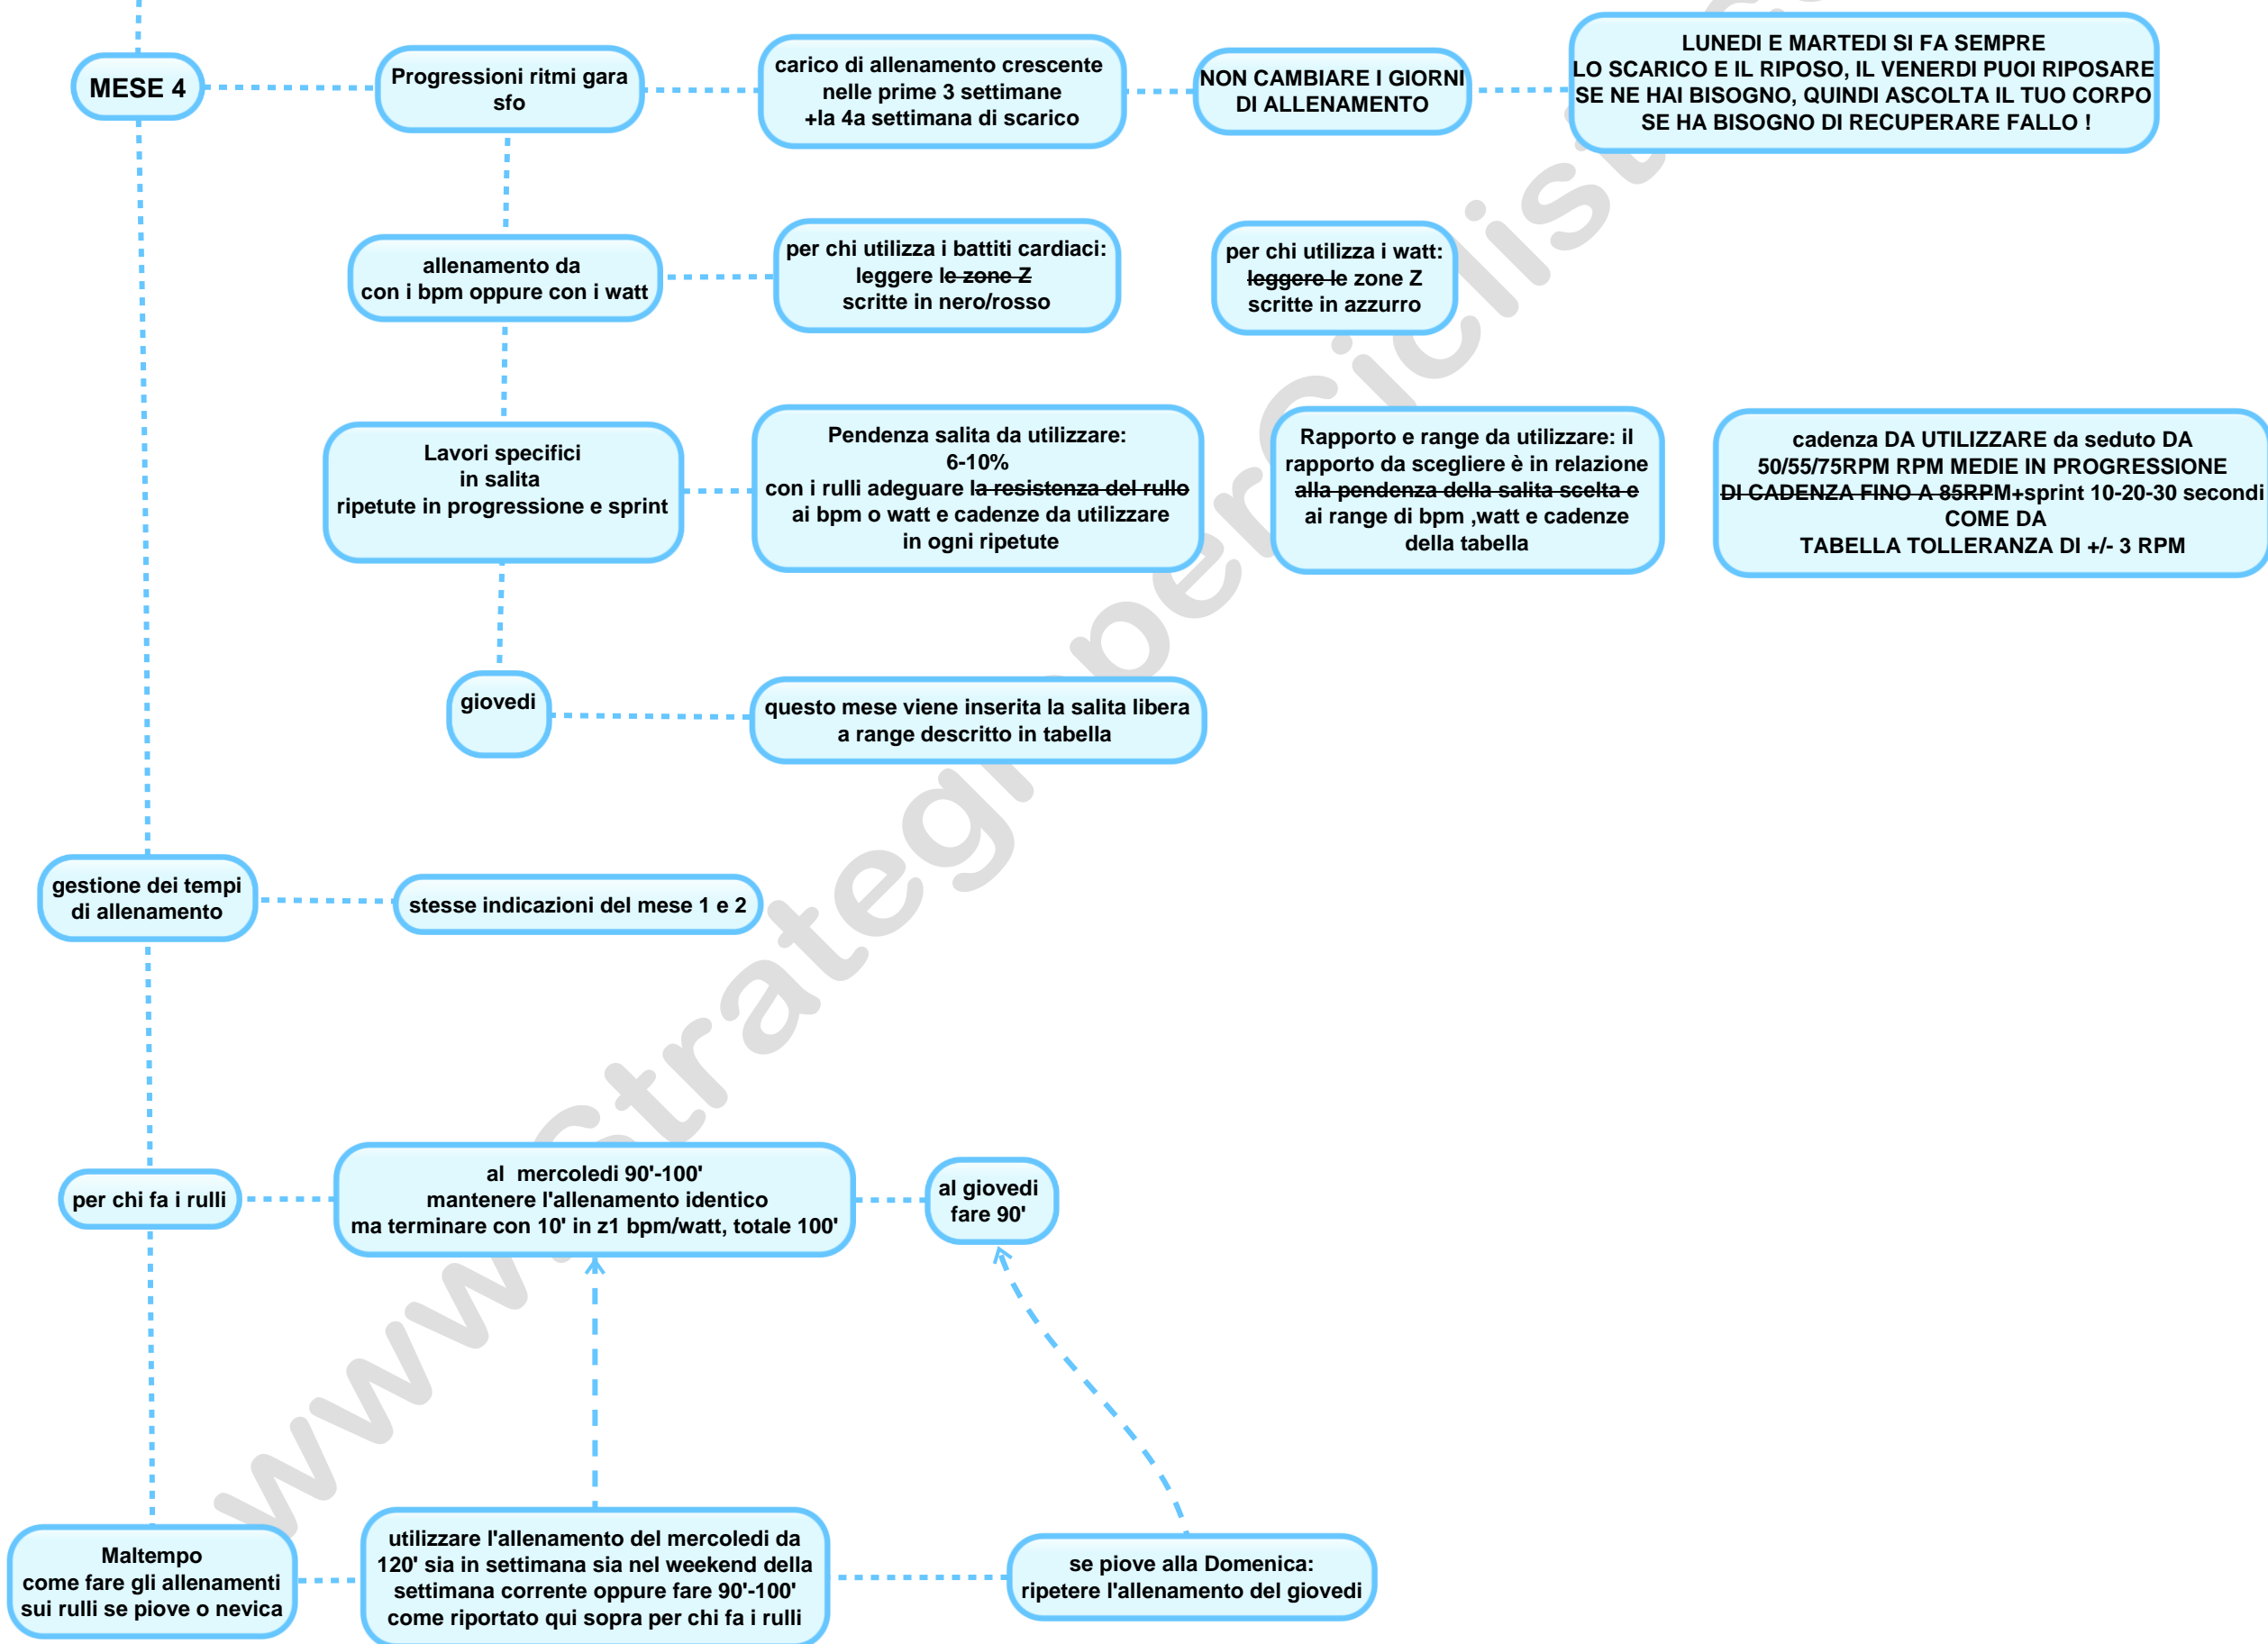 MESE 4
Progressioni ritmi gara
sfo
carico di allenamento crescente
nelle prime 3 settimane
+la 4a settimana di scarico
NON CAMBIARE I GIORNI
DI ALLENAMENTO
LUNEDI E MARTEDI SI FA SEMPRE
LO SCARICO E IL RIPOSO, IL VENERDI PUOI RIPOSARE
SE NE HAI BISOGNO, QUINDI ASCOLTA IL TUO CORPO
SE HA BISOGNO DI RECUPERARE FALLO !
allenamento da
con i bpm oppure con i watt
per chi utilizza i battiti cardiaci:
leggere le zone Z
scritte in nero/rosso
per chi utilizza i watt:
leggere le zone Z
scritte in azzurro
Lavori specifici
in salita
ripetute in progressione e sprint
Pendenza salita da utilizzare:
6-10%
con i rulli adeguare la resistenza del rullo
ai bpm o watt e cadenze da utilizzare
in ogni ripetute
Rapporto e range da utilizzare: il
rapporto da scegliere è in relazione
alla pendenza della salita scelta e
ai range di bpm ,watt e cadenze
della tabella
cadenza DA UTILIZZARE da seduto DA
50/55/75RPM RPM MEDIE IN PROGRESSIONE
DI CADENZA FINO A 85RPM+sprint 10-20-30 secondi
COME DA
TABELLA TOLLERANZA DI +/- 3 RPM
giovedi
questo mese viene inserita la salita libera
a range descritto in tabella
gestione dei tempi
di allenamento
stesse indicazioni del mese 1 e 2
per chi fa i rulli
al  mercoledi 90'-100'
mantenere l'allenamento identico
ma terminare con 10' in z1 bpm/watt, totale 100'
al giovedi
fare 90'
Maltempo
come fare gli allenamenti
sui rulli se piove o nevica
utilizzare l'allenamento del mercoledi da
120' sia in settimana sia nel weekend della
settimana corrente oppure fare 90'-100'
come riportato qui sopra per chi fa i rulli
se piove alla Domenica:
ripetere l'allenamento del giovedi